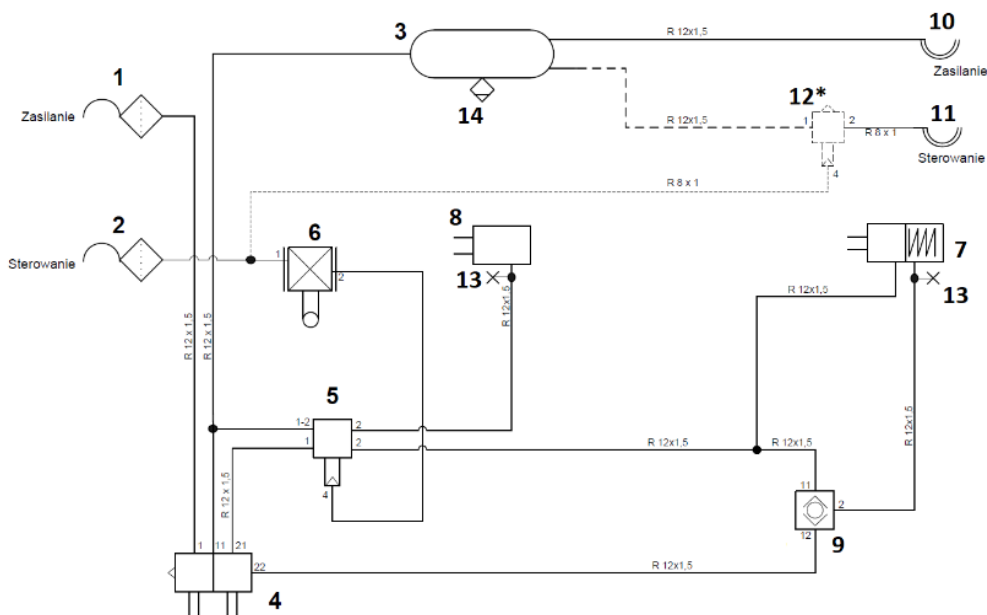 3
R 12x1,5
10
Zasilanie
1
Zasilanie
14
12*
11
R 12x1,5
1
2
R 8 x 1
Sterowanie
4
R 8 x 1
2
Sterowanie
6
1
2
8
13
7
13
R 12x1,5
R 12x1,5
R 12 x 1,5
R 12 x 1,5
5
1-2
2
1
2
R 12x1,5
R 12x1,5
R 12x1,5
R 12 x 1,5
4
11
2
12
9
1
11
21
22
R 12x1,5
4